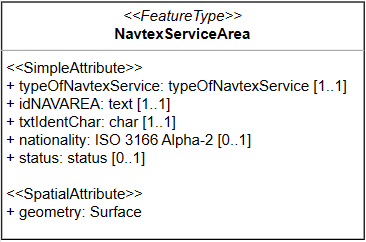 <<FeatureType>>
NavtexServiceArea
<<SimpleAttribute>>
+ typeOfNavtexService: typeOfNavtexService [1..1]
+ idNAVAREA: text [1..1]
+ txtIdentChar: char [1..1]
+ nationality: ISO 3166 Alpha-2 [0..1]
+ status: status [0..1]
<<SpatialAttribute>>
+ geometry: Surface